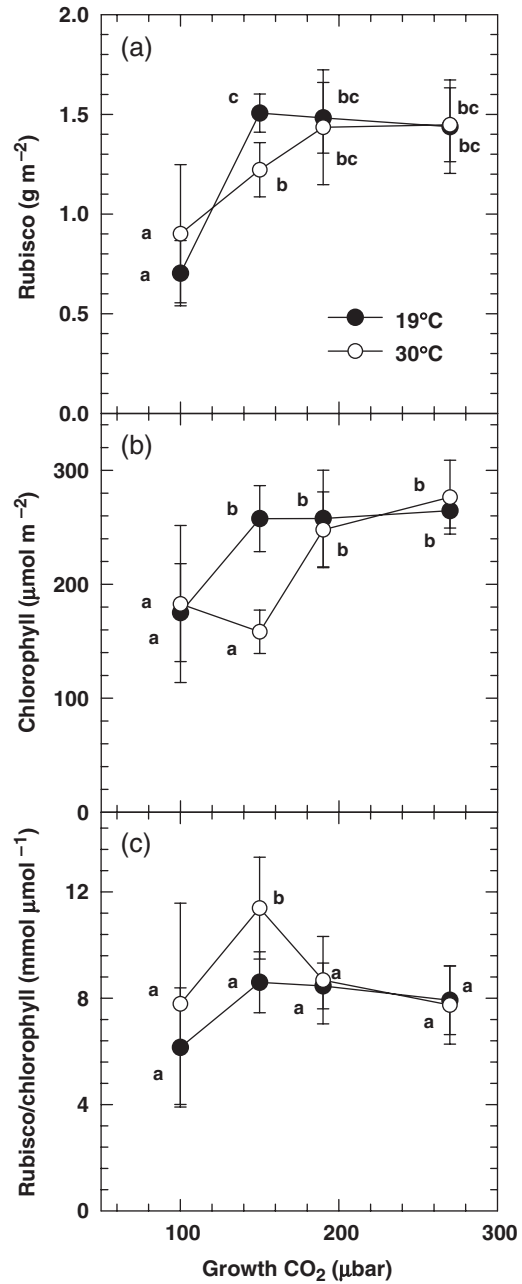 2.0
(a)
c
bc
bc
1.5
bc
bc
b
Rubisco (g m⁻²)
1.0
a
a
0.5
19°C
30°C
0.0
(b)
300
b
b
b
b
b
200
a
a
a
Chlorophyll (μmol m⁻²)
100
0
(c)
12
b
a
a
a
8
a
a
a
a
4
Rubisco/chlorophyll (mmol μmol⁻¹)
0
100
200
300
Growth CO₂ (μbar)